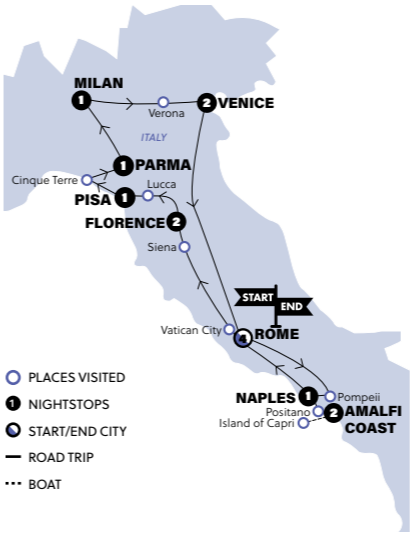 MILAN
1
Verona
2 VENICE
ITALY
1 PARMA
Cinque Terre
Lucca
PISA 1
FLORENCE 2
Siena
START
END
Vatican City
4 ROME
NAPLES 1
Pompeii
Positano
2 AMALFI
COAST
Island of Capri
PLACES VISITED
1 NIGHTSTOPS
START/END CITY
ROAD TRIP
BOAT